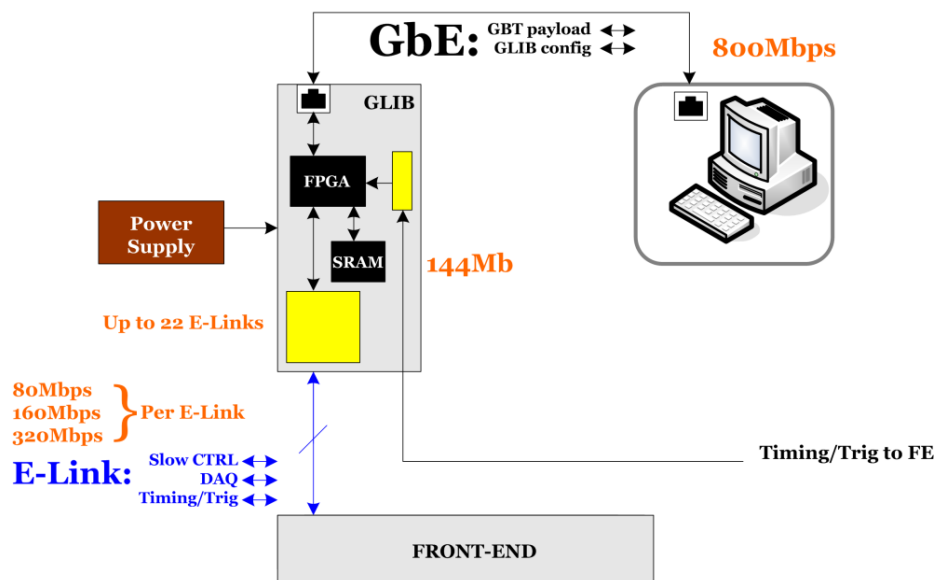 GbE:
GBT payload
GLIB config
800Mbps
GLIB
FPGA
Power
Supply
SRAM
144Mb
Up to 22 E-Links
80Mbps
160Mbps
320Mbps
Per E-Link
E-Link:
Slow CTRL
DAQ
Timing/Trig
Timing/Trig to FE
FRONT-END